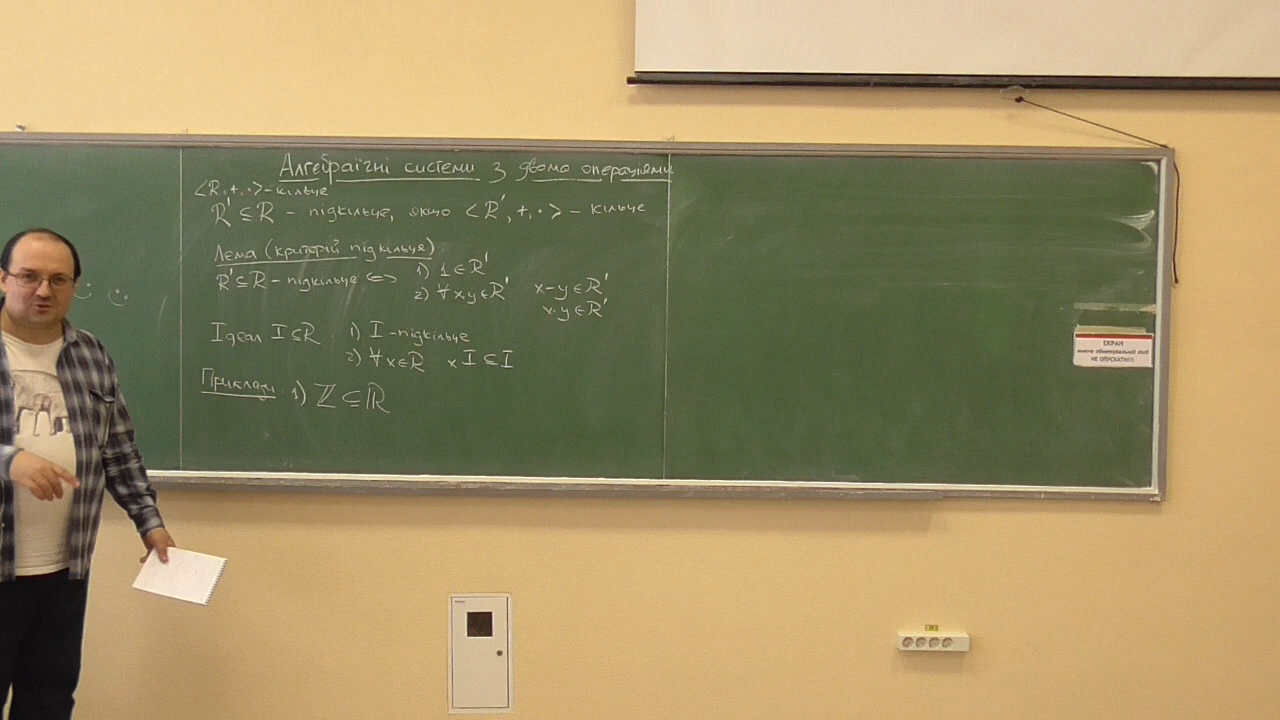 Алгебраїчні системи з двома операціями
<R, +, ·> - кільце
R' ⊆ R - підкільце, якщо <R', +, ·> - кільце
Лема (критерій підкільця).
R' ⊆ R - підкільце ⟺ 1) 1 ∈ R'
2) ∀ x,y ∈ R' x-y ∈ R'
x·y ∈ R'
Ідеал I ⊆ R 1) I - підкільце
2) ∀ x ∈ R xI ⊆ I
Приклади: 1) ℤ ⊆ ℝ
ЕКРАН
НЕ ОПУСКАТИ!!!